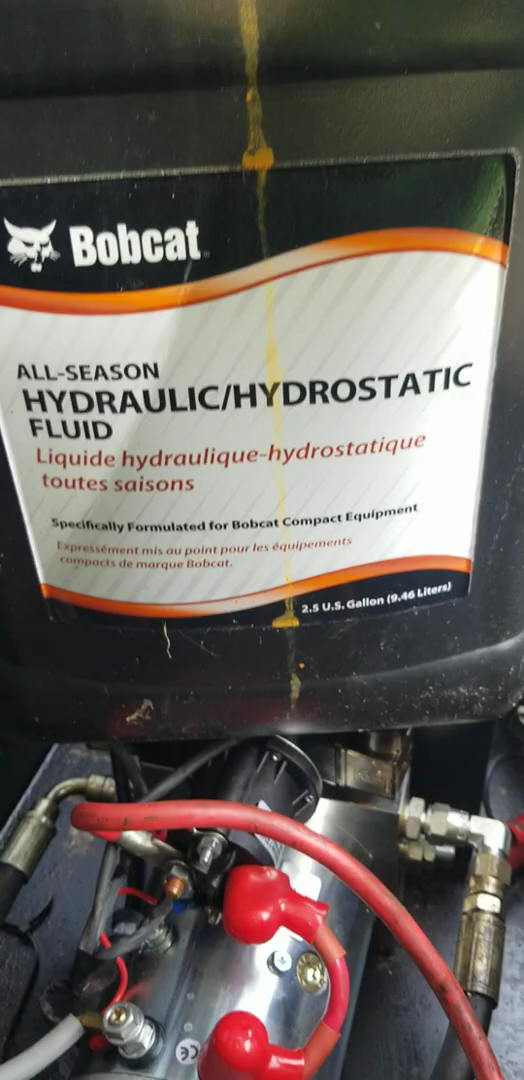 Bobcat
ALL-SEASON
HYDRAULIC/HYDROSTATIC
FLUID
Liquide hydraulique-hydrostatique
toutes saisons
Specifically Formulated for Bobcat Compact Equipment
Expressément mis au point pour les équipements
compacts de marque Bobcat.
2.5 U.S. Gallon (9.46 Liters)
CE